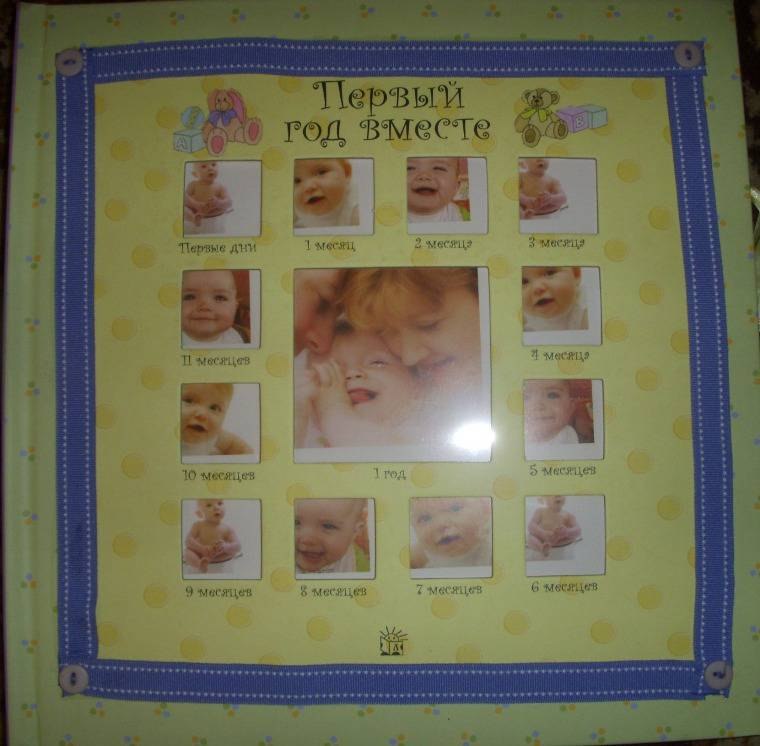 Первый
год вместе
A
B
Первые дни
1 месяц
2 месяца
3 месяца
11 месяцев
4 месяца
10 месяцев
1 год
5 месяцев
9 месяцев
8 месяцев
7 месяцев
6 месяцев